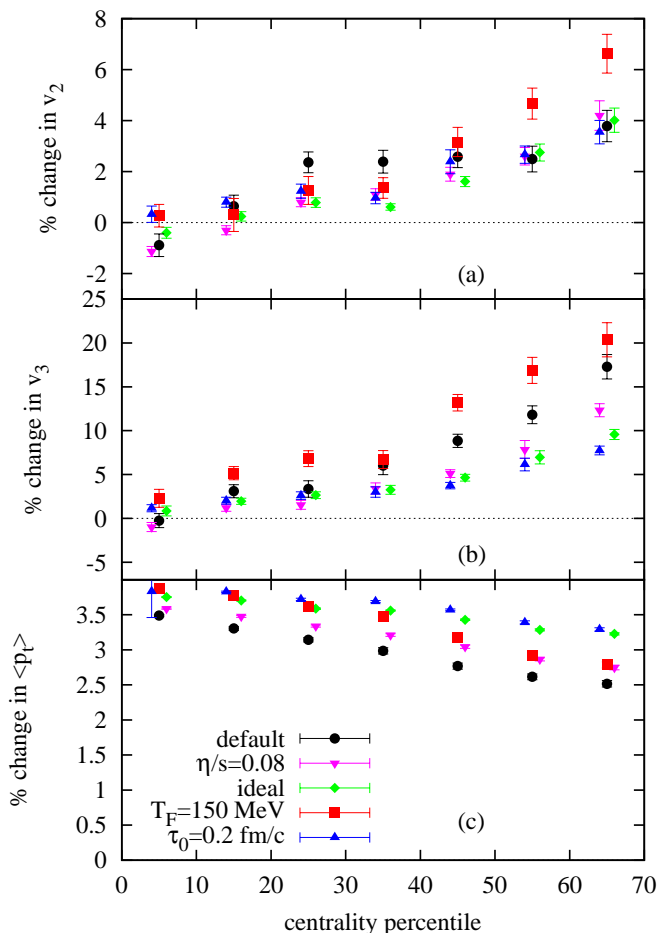 8
6
4
2
0
-2
% change in v2
(a)
25
20
15
10
5
0
-5
% change in v3
(b)
3.5
3
2.5
2
1.5
1
0.5
0
% change in <pt>
default
η/s=0.08
ideal
TF=150 MeV
τ0=0.2 fm/c
(c)
0 10 20 30 40 50 60 70
centrality percentile